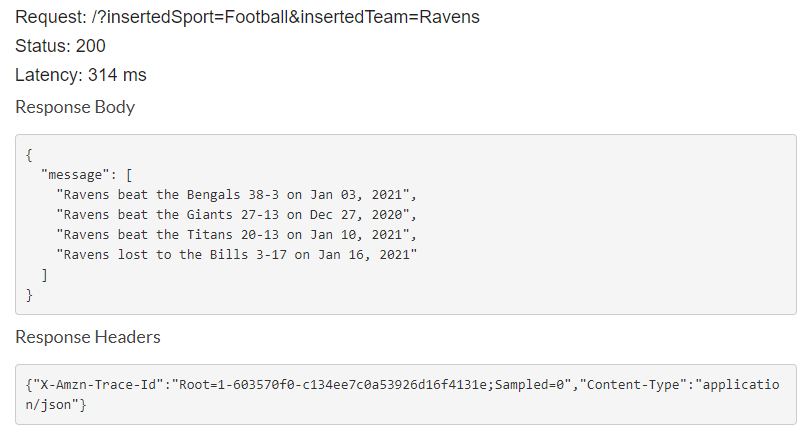 Request: /?insertedSport=Football&insertedTeam=Ravens
Status: 200
Latency: 314 ms
Response Body
{
  "message": [
    "Ravens beat the Bengals 38-3 on Jan 03, 2021",
    "Ravens beat the Giants 27-13 on Dec 27, 2020",
    "Ravens beat the Titans 20-13 on Jan 10, 2021",
    "Ravens lost to the Bills 3-17 on Jan 16, 2021"
  ]
}
Response Headers
{"X-Amzn-Trace-Id":"Root=1-603570f0-c134ee7c0a53926d16f4131e;Sampled=0","Content-Type":"applicatio
n/json"}